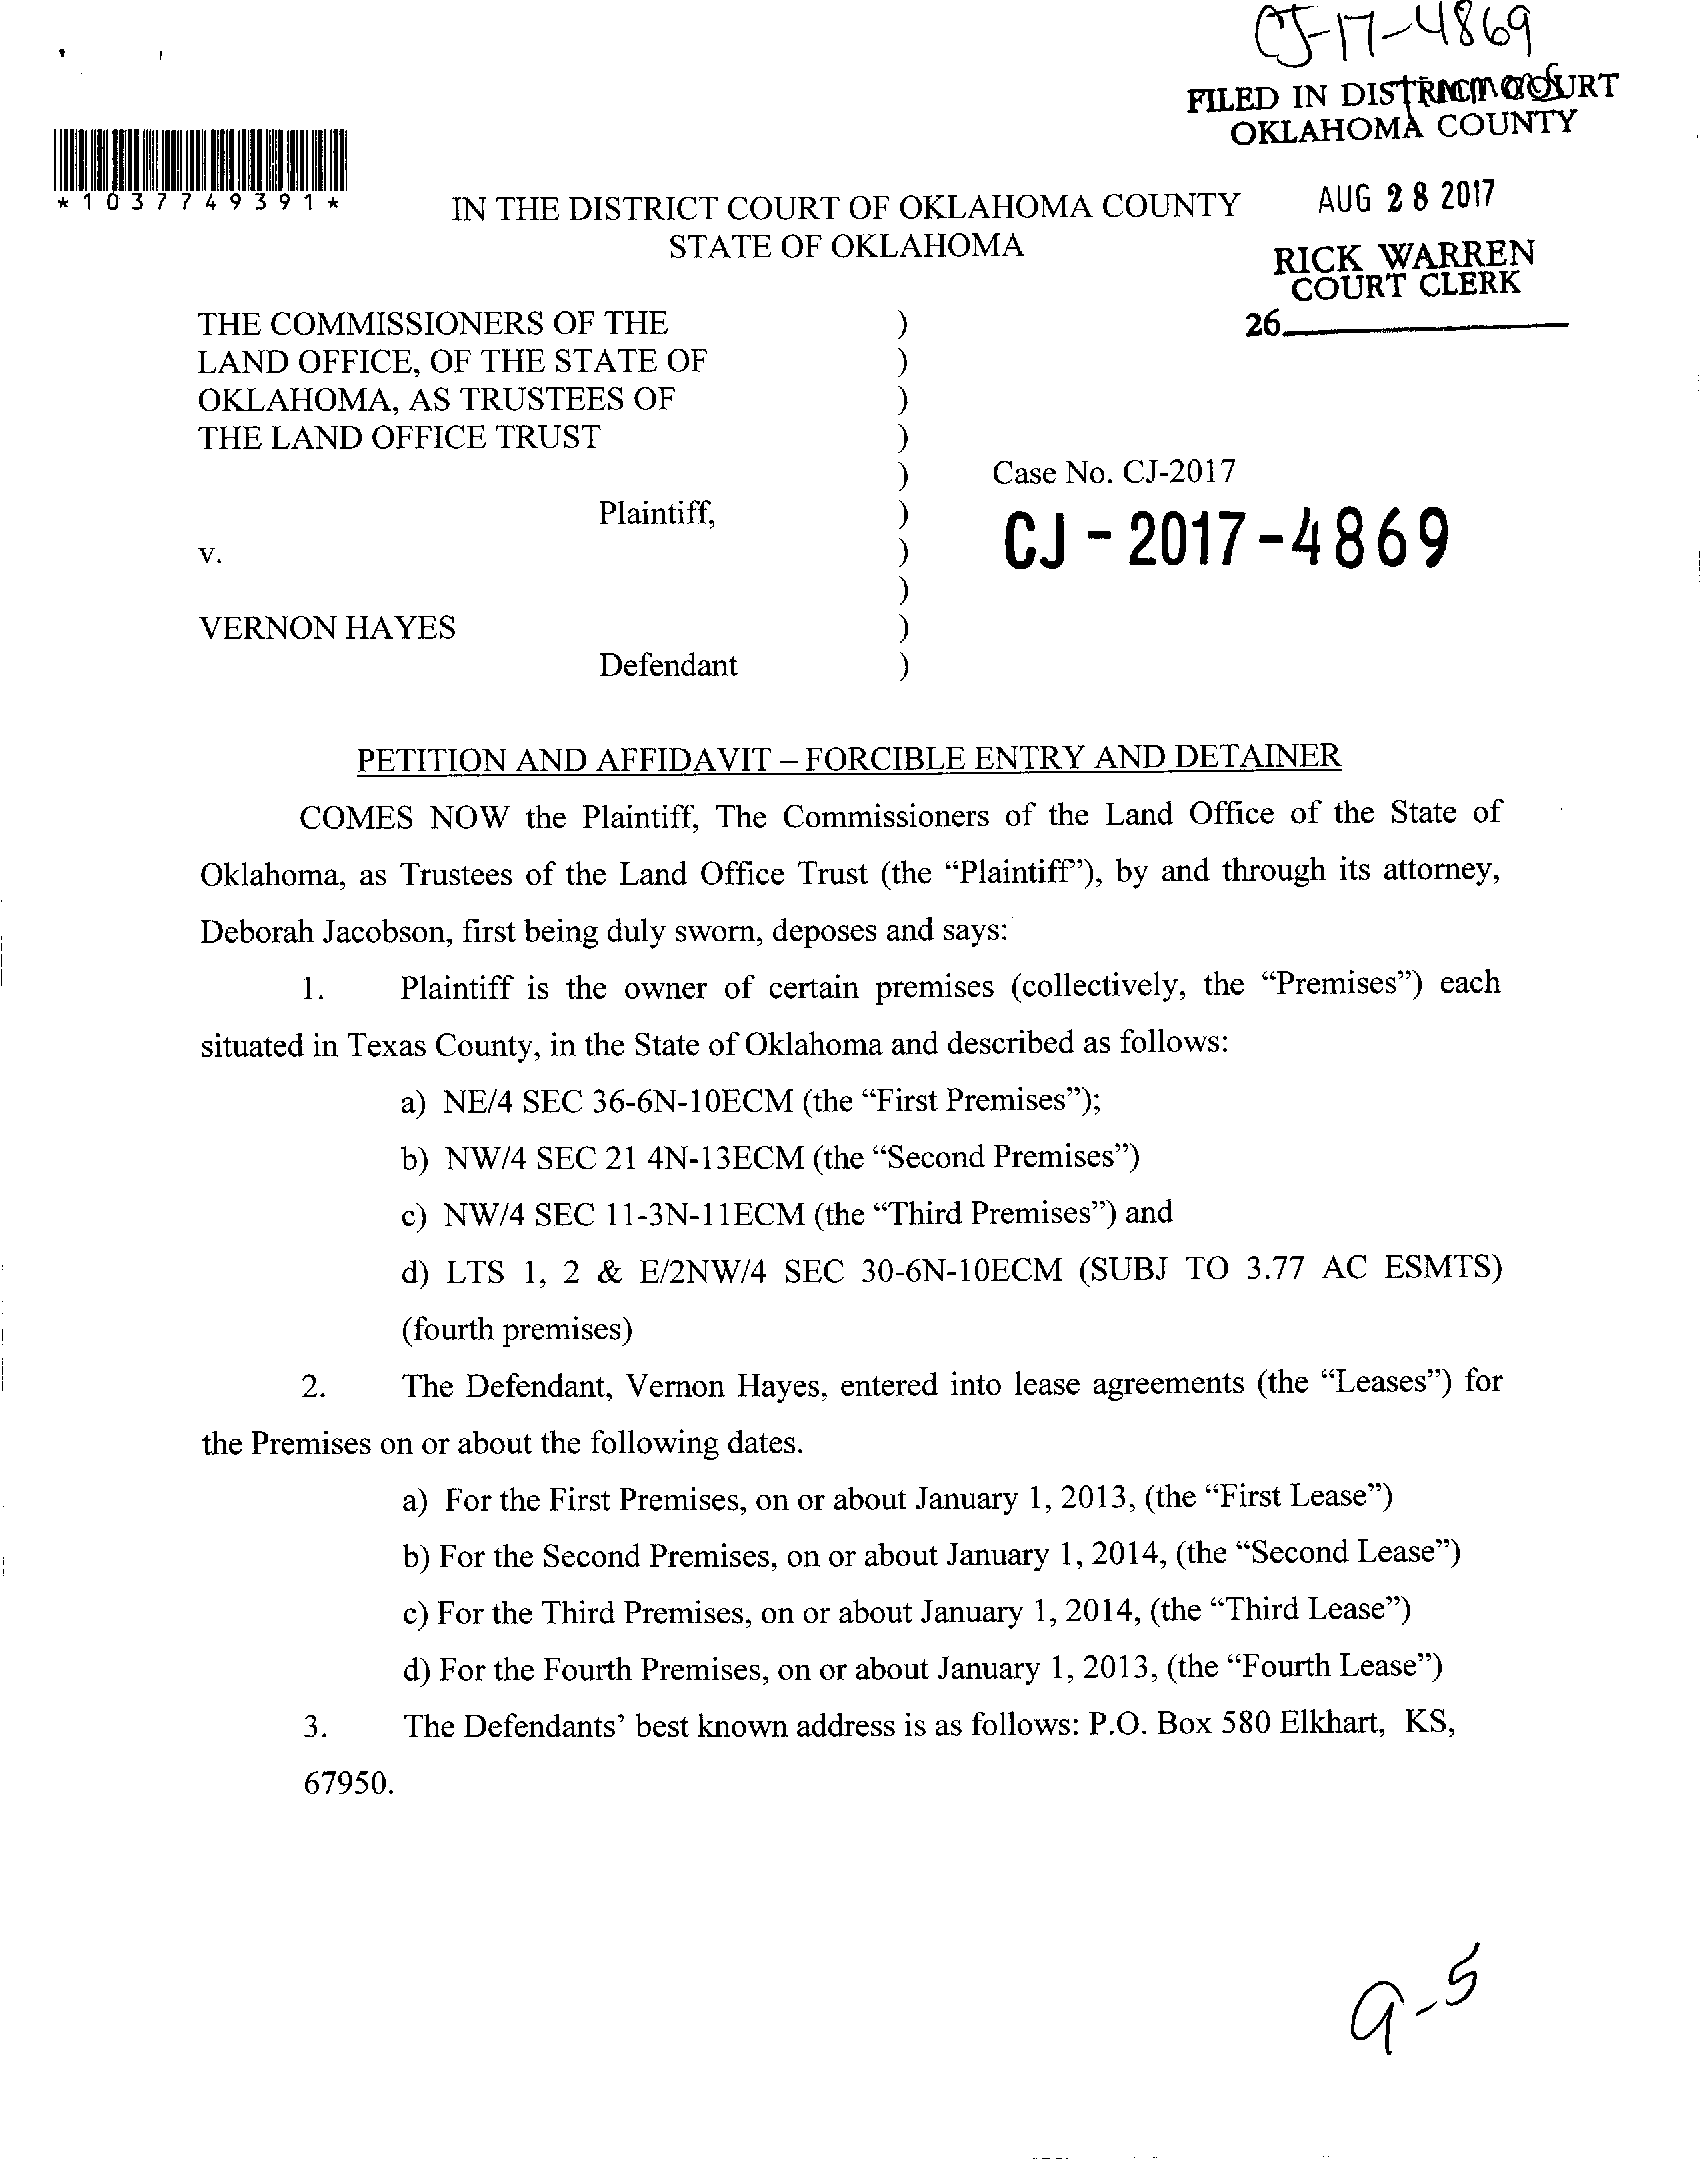 CJ-17-4869
FILED IN DISTRICT COURT
OKLAHOMA COUNTY
*1037749391*
AUG 28 2017
IN THE DISTRICT COURT OF OKLAHOMA COUNTY
STATE OF OKLAHOMA
RICK WARREN
COURT CLERK
26
THE COMMISSIONERS OF THE )
LAND OFFICE, OF THE STATE OF )
OKLAHOMA, AS TRUSTEES OF )
THE LAND OFFICE TRUST )
) Case No. CJ-2017
Plaintiff, ) CJ-2017-4869
v. )
)
VERNON HAYES )
Defendant )
PETITION AND AFFIDAVIT – FORCIBLE ENTRY AND DETAINER
COMES NOW the Plaintiff, The Commissioners of the Land Office of the State of
Oklahoma, as Trustees of the Land Office Trust (the “Plaintiff”), by and through its attorney,
Deborah Jacobson, first being duly sworn, deposes and says:
1. Plaintiff is the owner of certain premises (collectively, the “Premises”) each
situated in Texas County, in the State of Oklahoma and described as follows:
a) NE/4 SEC 36-6N-10ECM (the “First Premises”);
b) NW/4 SEC 21 4N-13ECM (the “Second Premises”)
c) NW/4 SEC 11-3N-11ECM (the “Third Premises”) and
d) LTS 1, 2 & E/2NW/4 SEC 30-6N-10ECM (SUBJ TO 3.77 AC ESMTS)
(fourth premises)
2. The Defendant, Vernon Hayes, entered into lease agreements (the “Leases”) for
the Premises on or about the following dates.
a) For the First Premises, on or about January 1, 2013, (the “First Lease”)
b) For the Second Premises, on or about January 1, 2014, (the “Second Lease”)
c) For the Third Premises, on or about January 1, 2014, (the “Third Lease”)
d) For the Fourth Premises, on or about January 1, 2013, (the “Fourth Lease”)
3. The Defendants’ best known address is as follows: P.O. Box 580 Elkhart, KS,
67950.
9-5